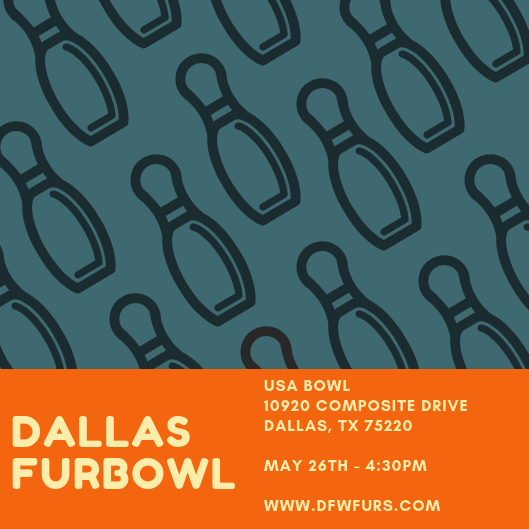 DALLAS
FURBOWL
USA BOWL
10920 COMPOSITE DRIVE
DALLAS, TX 75220
MAY 26TH - 4:30PM
WWW.DFWFURS.COM